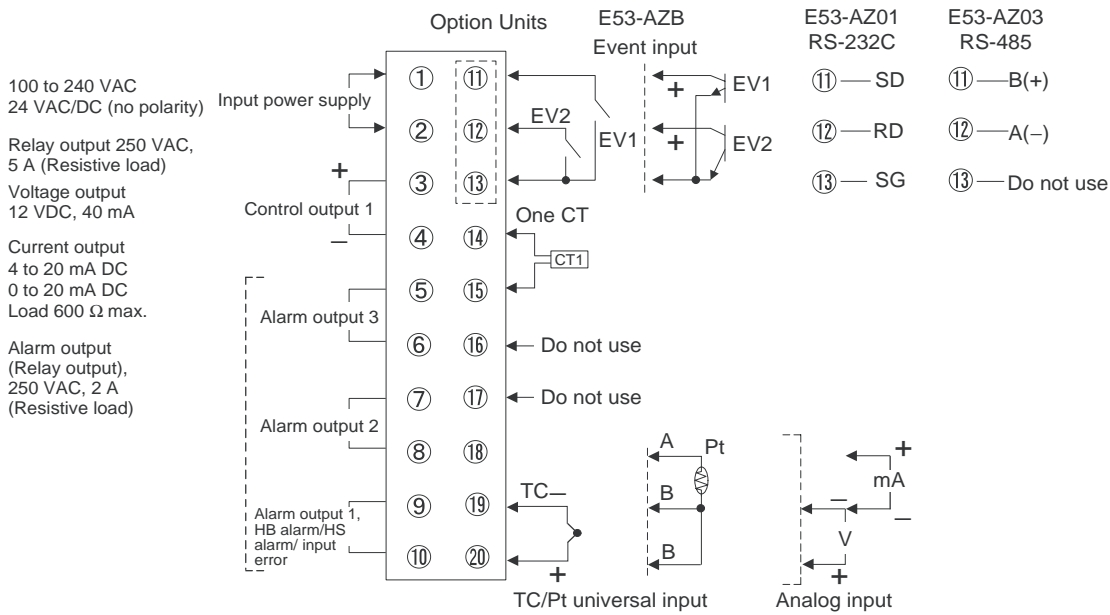 Option Units
E53-AZB
Event input
E53-AZ01
RS-232C
E53-AZ03
RS-485
100 to 240 VAC
24 VAC/DC (no polarity)
Input power supply
Relay output 250 VAC,
5 A (Resistive load)
Voltage output
12 VDC, 40 mA
Current output
4 to 20 mA DC
0 to 20 mA DC
Load 600 Ω max.
Alarm output
(Relay output),
250 VAC, 2 A
(Resistive load)
+
Control output 1
–
Alarm output 3
Alarm output 2
Alarm output 1,
HB alarm/HS
alarm/ input
error
① ⑪
② ⑫
③ ⑬
④ ⑭
⑤ ⑮
⑥ ⑯
⑦ ⑰
⑧ ⑱
⑨ ⑲
⑩ ⑳
EV2
EV1
One CT
CT1
Do not use
Do not use
TC–
+
+ EV1
+ EV2
⑪ — SD
⑫ — RD
⑬ — SG
⑪ — B(+)
⑫ — A(–)
⑬ — Do not use
A Pt
B
B
TC/Pt universal input
+
mA
– –
V
+
Analog input